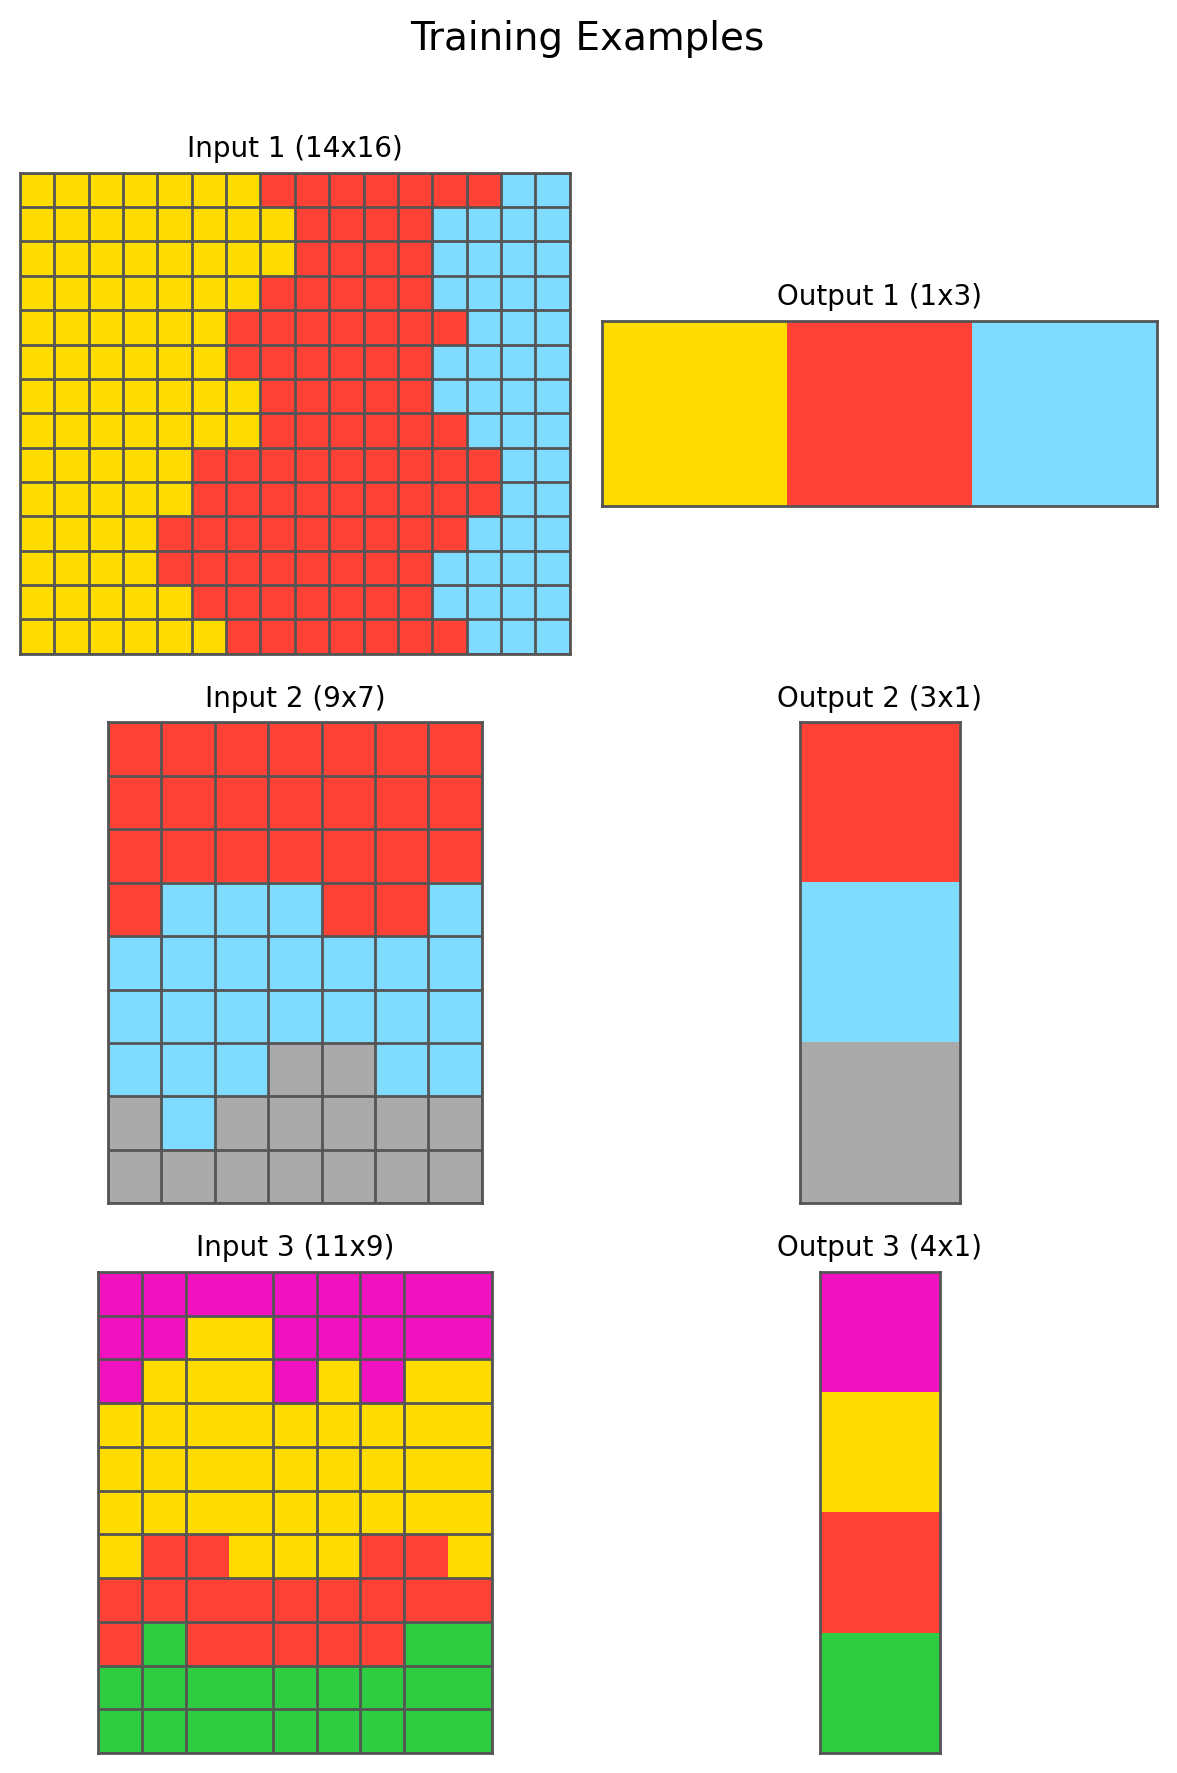 Training Examples
Input 1 (14x16)
Output 1 (1x3)
Input 2 (9x7)
Output 2 (3x1)
Input 3 (11x9)
Output 3 (4x1)